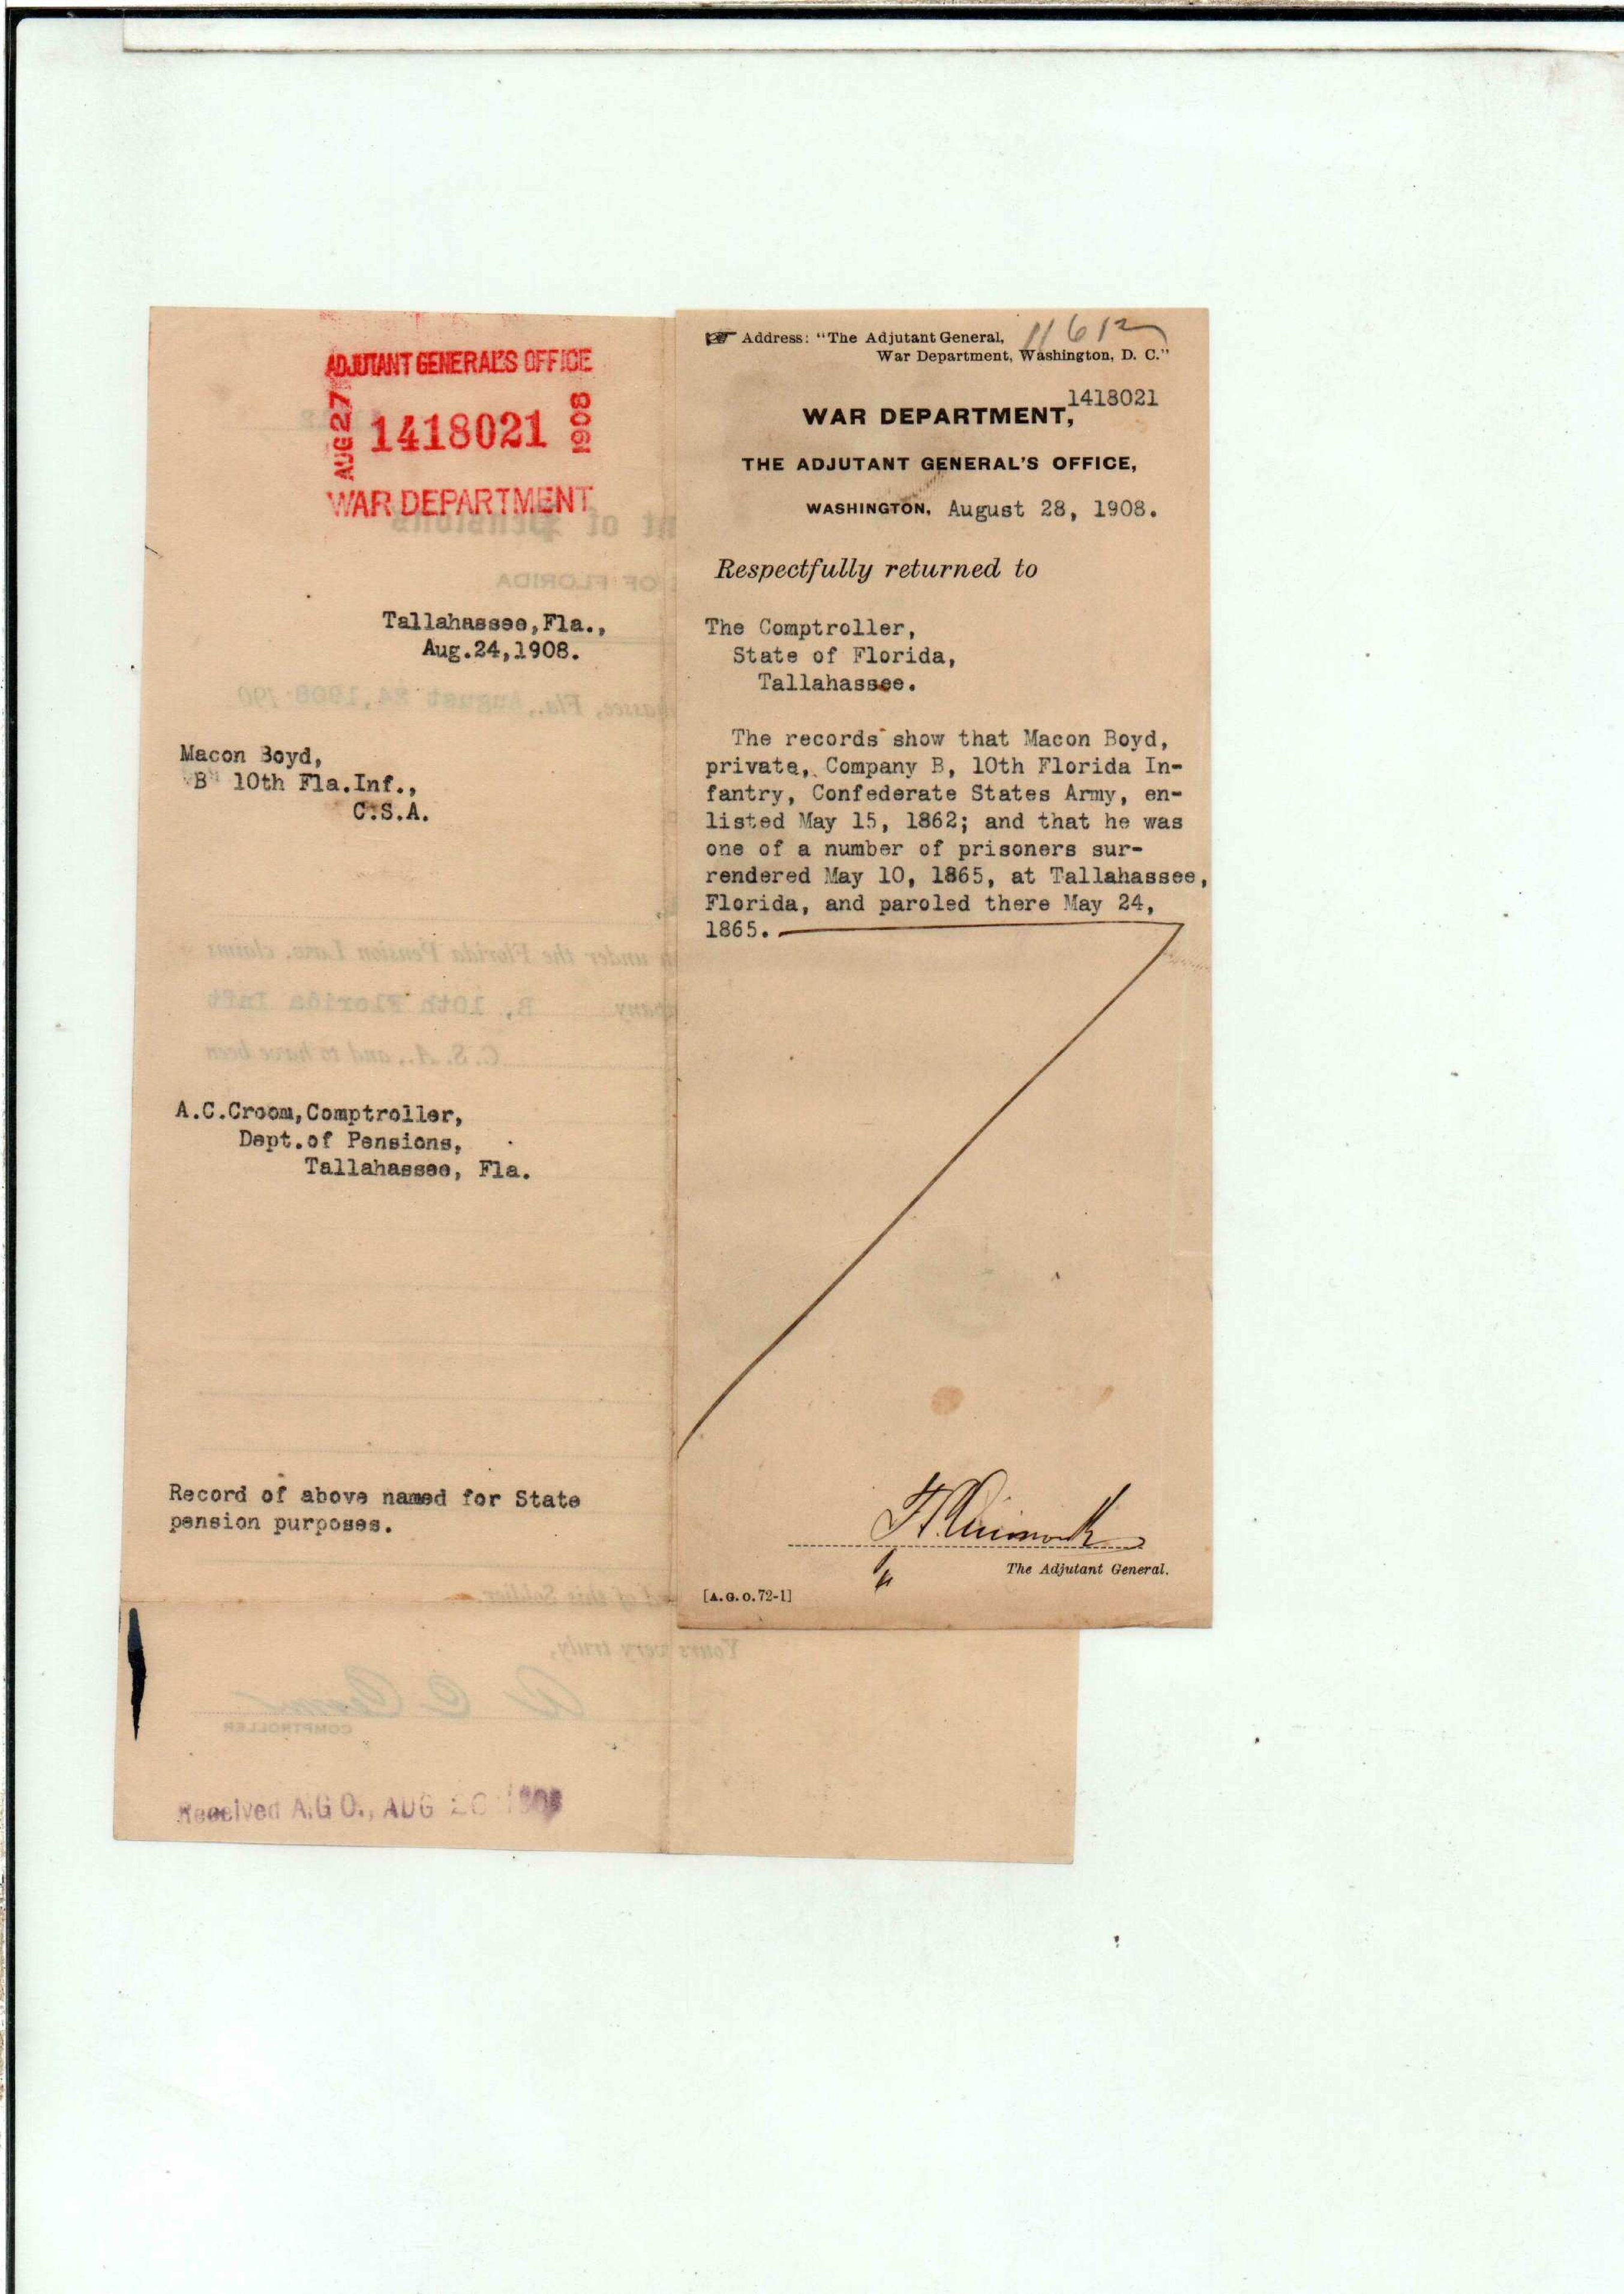 ADJUTANT GENERAL'S OFFICE
AUG 27 1418021 1908
WAR DEPARTMENT
Tallahassee, Fla.,
Aug.24,1908.
Macon Boyd,
B 10th Fla.Inf.,
C.S.A.
A.C.Croom,Comptroller,
Dept.of Pensions,
Tallahassee, Fla.
Record of above named for State
pension purposes.
Yours very truly,
COMPTROLLER
Received A.G.O., AUG 26 1908
☞ Address: "The Adjutant General,
War Department, Washington, D. C."
11612
1418021
WAR DEPARTMENT,
THE ADJUTANT GENERAL'S OFFICE,
WASHINGTON, August 28, 1908.
Respectfully returned to
The Comptroller,
State of Florida,
Tallahassee.
The records show that Macon Boyd,
private, Company B, 10th Florida In-
fantry, Confederate States Army, en-
listed May 15, 1862; and that he was
one of a number of prisoners sur-
rendered May 10, 1865, at Tallahassee,
Florida, and paroled there May 24,
1865.
The Adjutant General.
[A. G. O. 72-1]